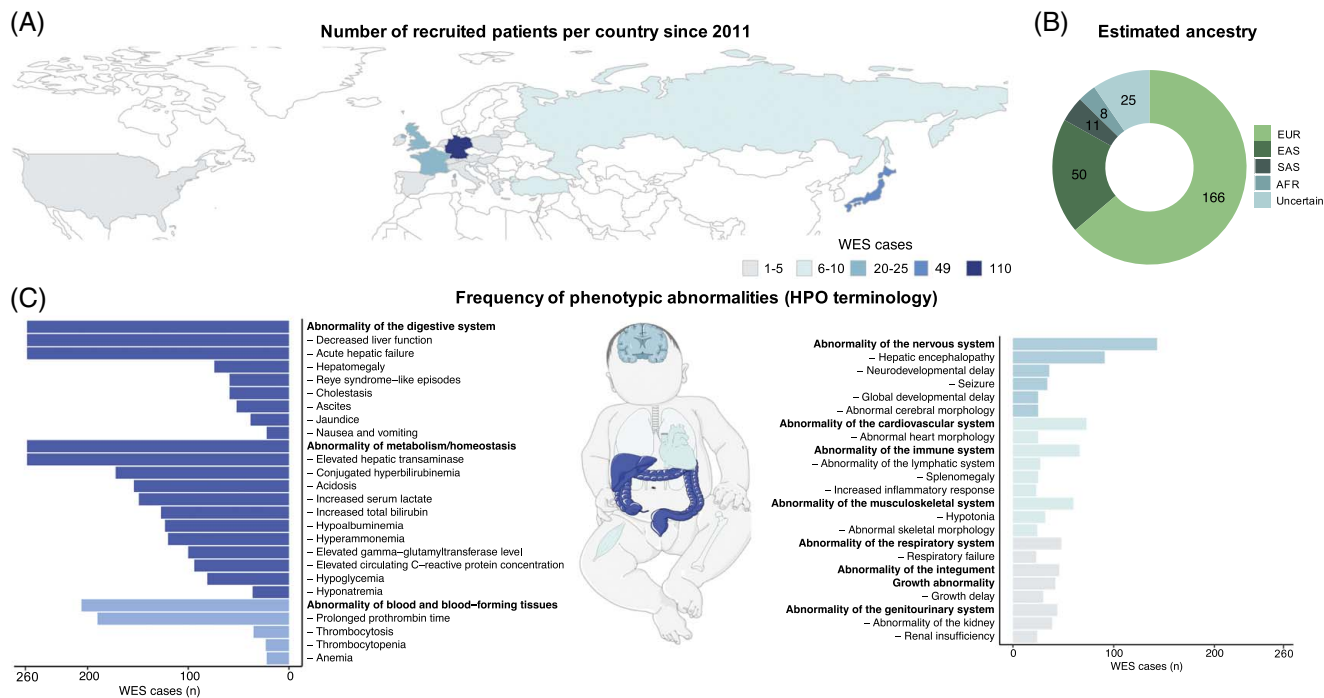 (A)
Number of recruited patients per country since 2011
WES cases
1-5
6-10
20-25
49
110
(B)
Estimated ancestry
25
8
11
50
166
EUR
EAS
SAS
AFR
Uncertain
(C)
Frequency of phenotypic abnormalities (HPO terminology)
Abnormality of the digestive system
– Decreased liver function
– Acute hepatic failure
– Hepatomegaly
– Reye syndrome–like episodes
– Cholestasis
– Ascites
– Jaundice
– Nausea and vomiting
Abnormality of metabolism/homeostasis
– Elevated hepatic transaminase
– Conjugated hyperbilirubinemia
– Acidosis
– Increased serum lactate
– Increased total bilirubin
– Hypoalbuminemia
– Hyperammonemia
– Elevated gamma–glutamyltransferase level
– Elevated circulating C–reactive protein concentration
– Hypoglycemia
– Hyponatremia
Abnormality of blood and blood–forming tissues
– Prolonged prothrombin time
– Thrombocytosis
– Thrombocytopenia
– Anemia
260 200 100 0
WES cases (n)
Abnormality of the nervous system
– Hepatic encephalopathy
– Neurodevelopmental delay
– Seizure
– Global developmental delay
– Abnormal cerebral morphology
Abnormality of the cardiovascular system
– Abnormal heart morphology
Abnormality of the immune system
– Abnormality of the lymphatic system
– Splenomegaly
– Increased inflammatory response
Abnormality of the musculoskeletal system
– Hypotonia
– Abnormal skeletal morphology
Abnormality of the respiratory system
– Respiratory failure
Abnormality of the integument
Growth abnormality
– Growth delay
Abnormality of the genitourinary system
– Abnormality of the kidney
– Renal insufficiency
0 100 200 260
WES cases (n)